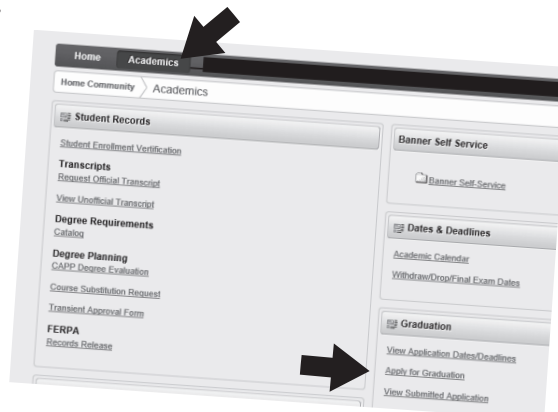 Home Academics
Home Community Academics
Student Records
Student Enrollment Vertification
Transcripts
Request Official Transcript
View Unofficial Transcript
Degree Requirements
Catalog
Degree Planning
CAPP Degree Evaluation
Course Substitution Request
Transient Approval Form
FERPA
Records Release
Banner Self Service
Banner Self-Service
Dates & Deadlines
Academic Calendar
Withdraw/Drop/Final Exam Dates
Graduation
View Application Dates/Deadlines
Apply for Graduation
View Submitted Application